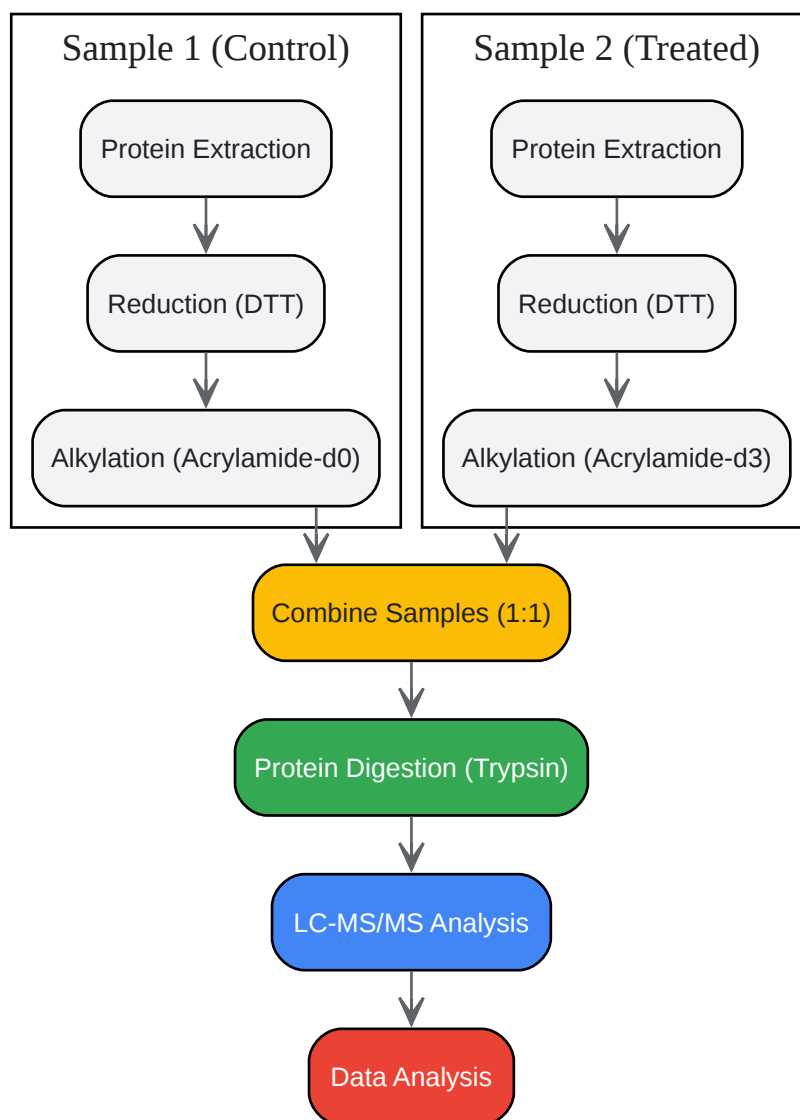 Sample 1 (Control)
Protein Extraction
Reduction (DTT)
Alkylation (Acrylamide-d0)
Sample 2 (Treated)
Protein Extraction
Reduction (DTT)
Alkylation (Acrylamide-d3)
Combine Samples (1:1)
Protein Digestion (Trypsin)
LC-MS/MS Analysis
Data Analysis